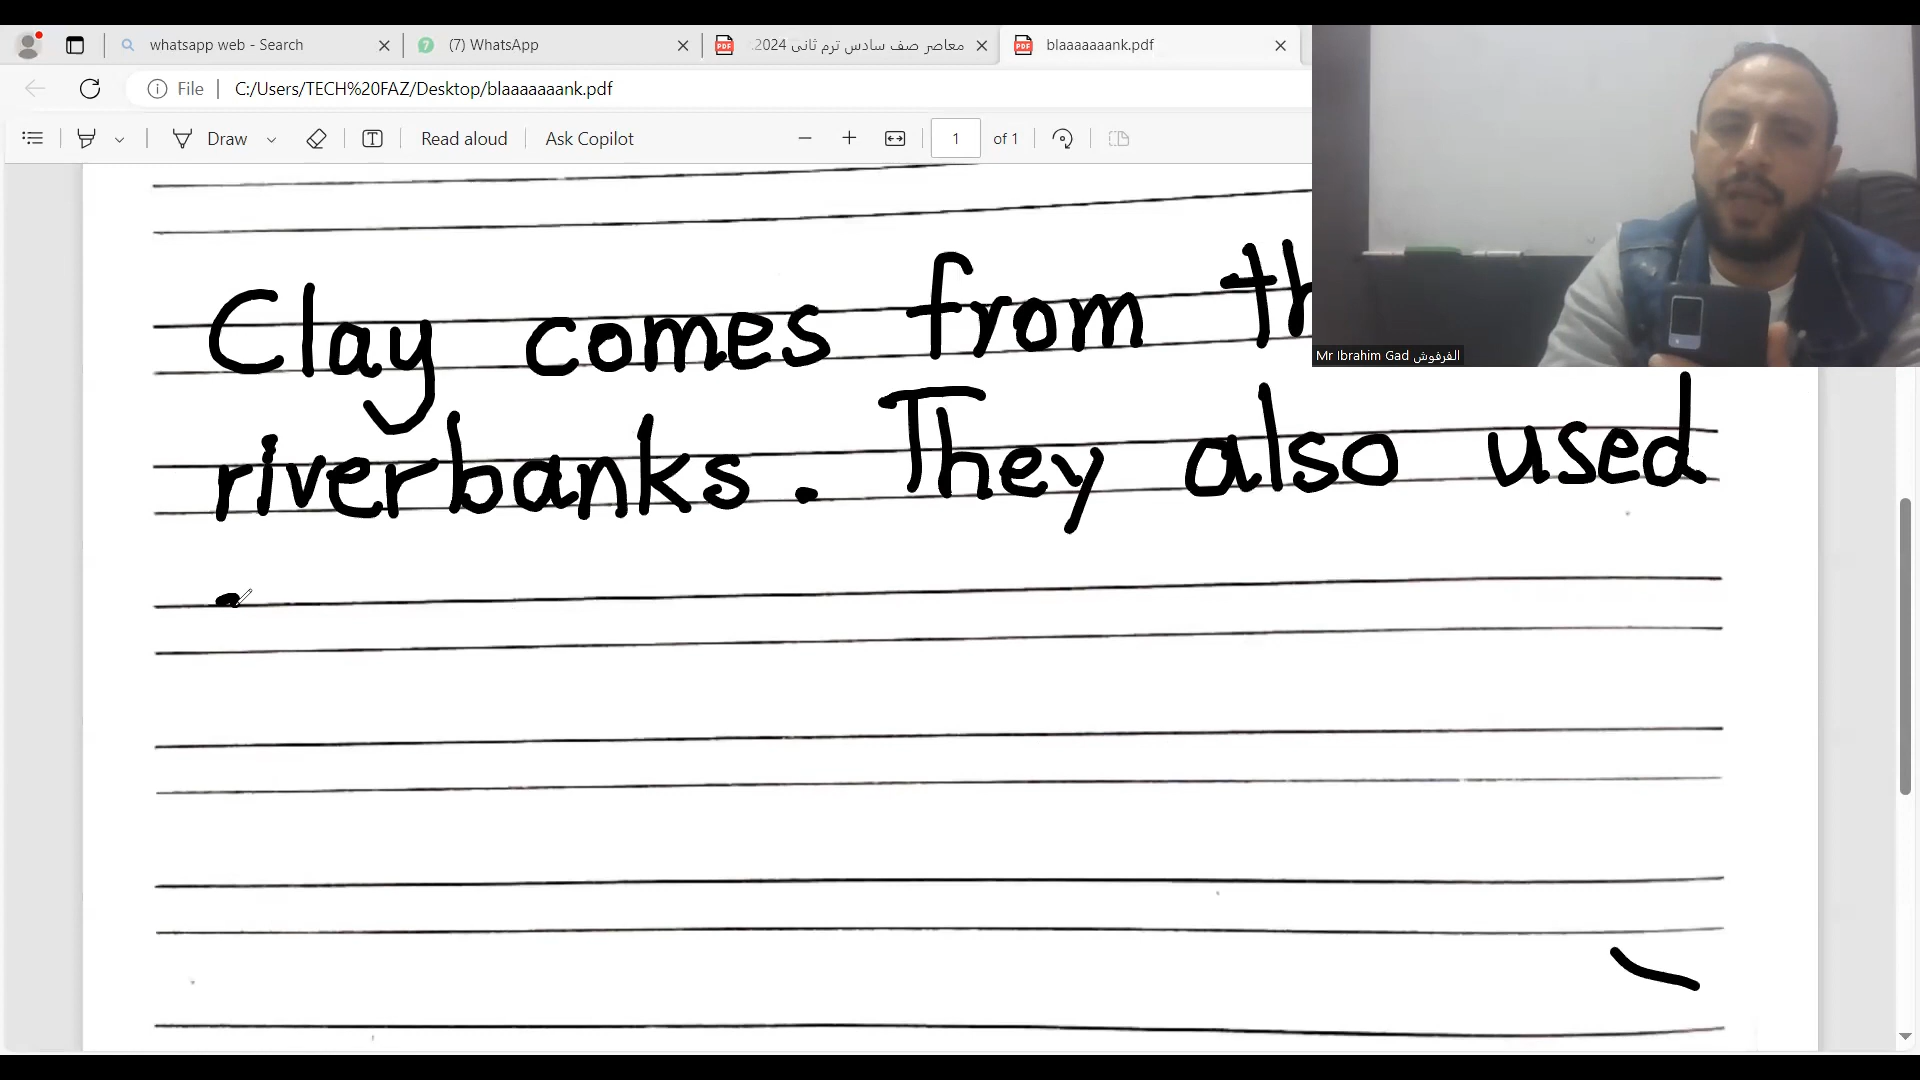 whatsapp web - Search
(7) WhatsApp
معاصر صف سادس ترم ثانى 2024.
blaaaaaaank.pdf
File
C:/Users/TECH%20FAZ/Desktop/blaaaaaaank.pdf
Draw
Read aloud
Ask Copilot
1
of 1
Clay comes from th
riverbanks. They also used
Mr Ibrahim Gad القرفوش